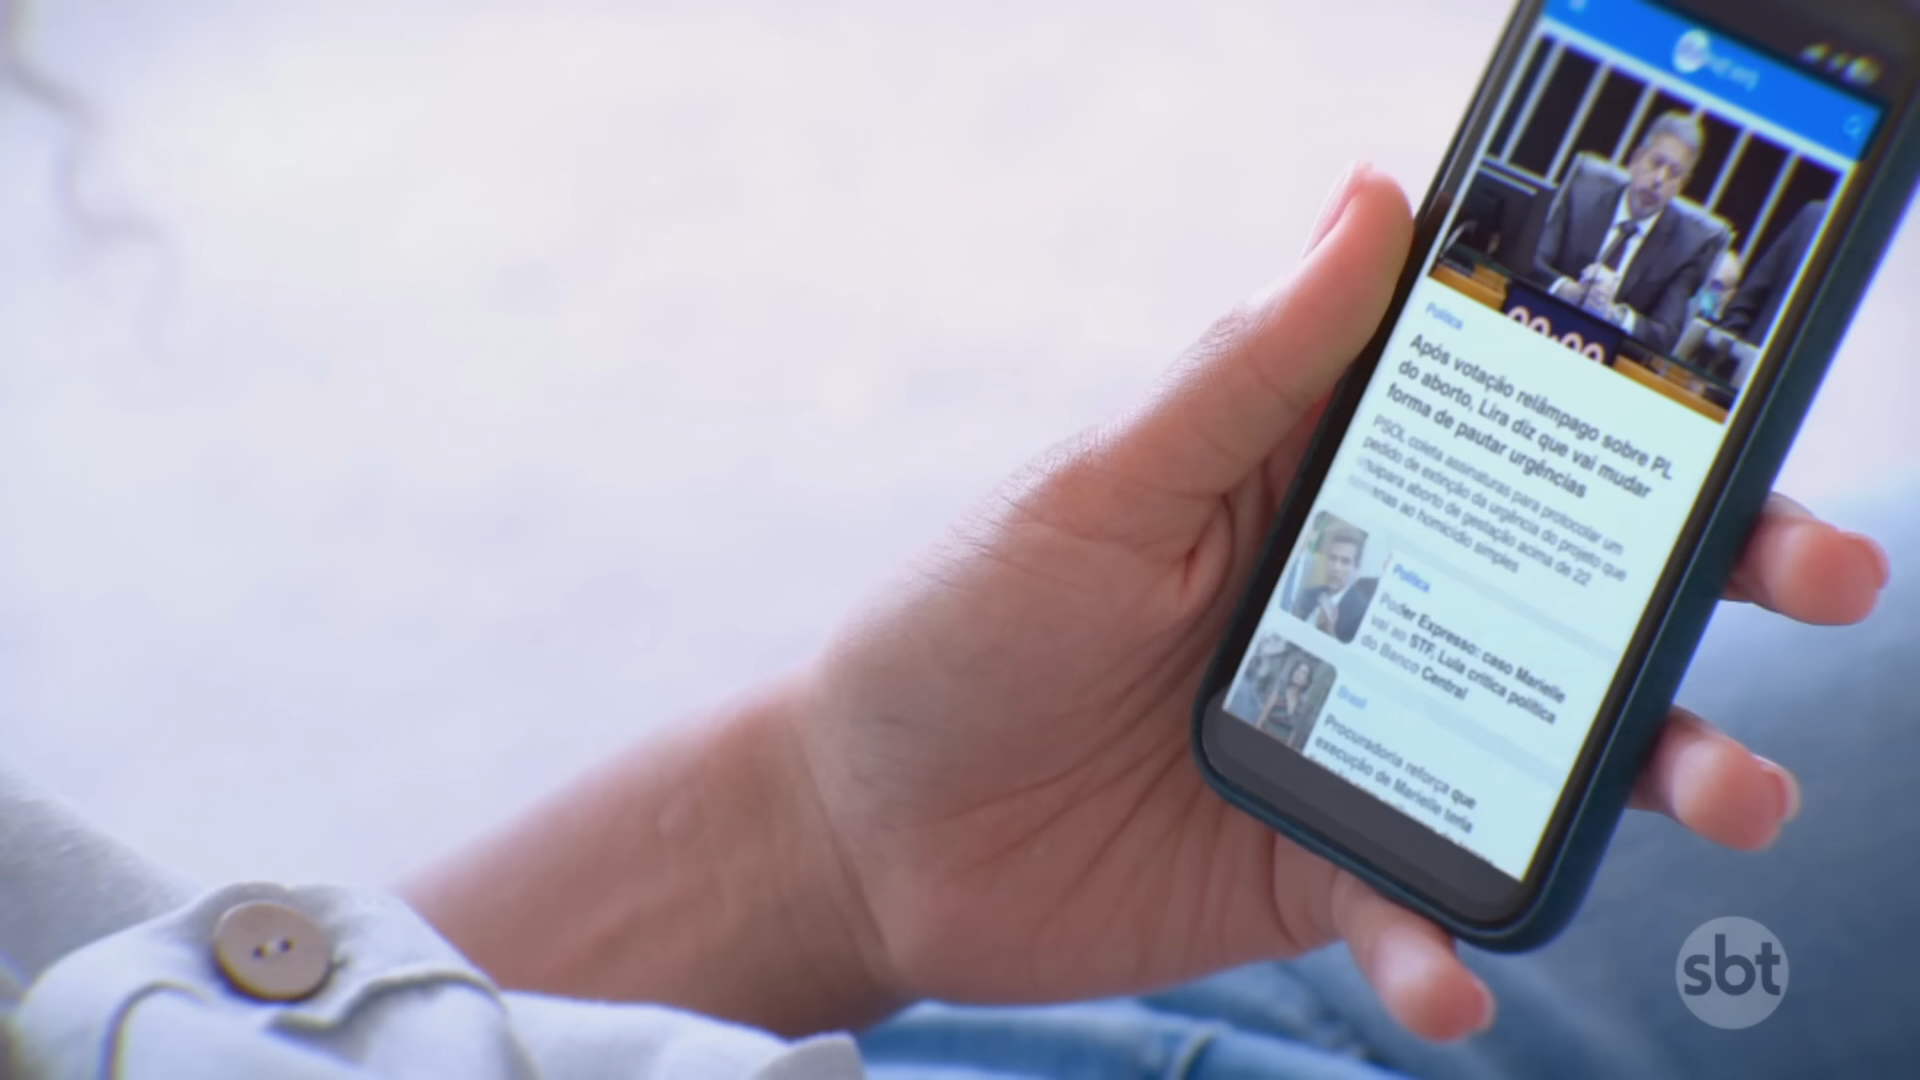 news
Política
Após votação relâmpago sobre PL
do aborto, Lira diz que vai mudar
forma de pautar urgências
PSOL coleta assinaturas para protocolar um
pedido de extinção da urgência do projeto que
aborto de gestação acima de 22
ao homicídio simples
Política
Poder Expresso: caso Marielle
vai ao STF, Lula critica política
do Banco Central
Brasil
Procuradoria reforça que
execução de Marielle teria
sbt